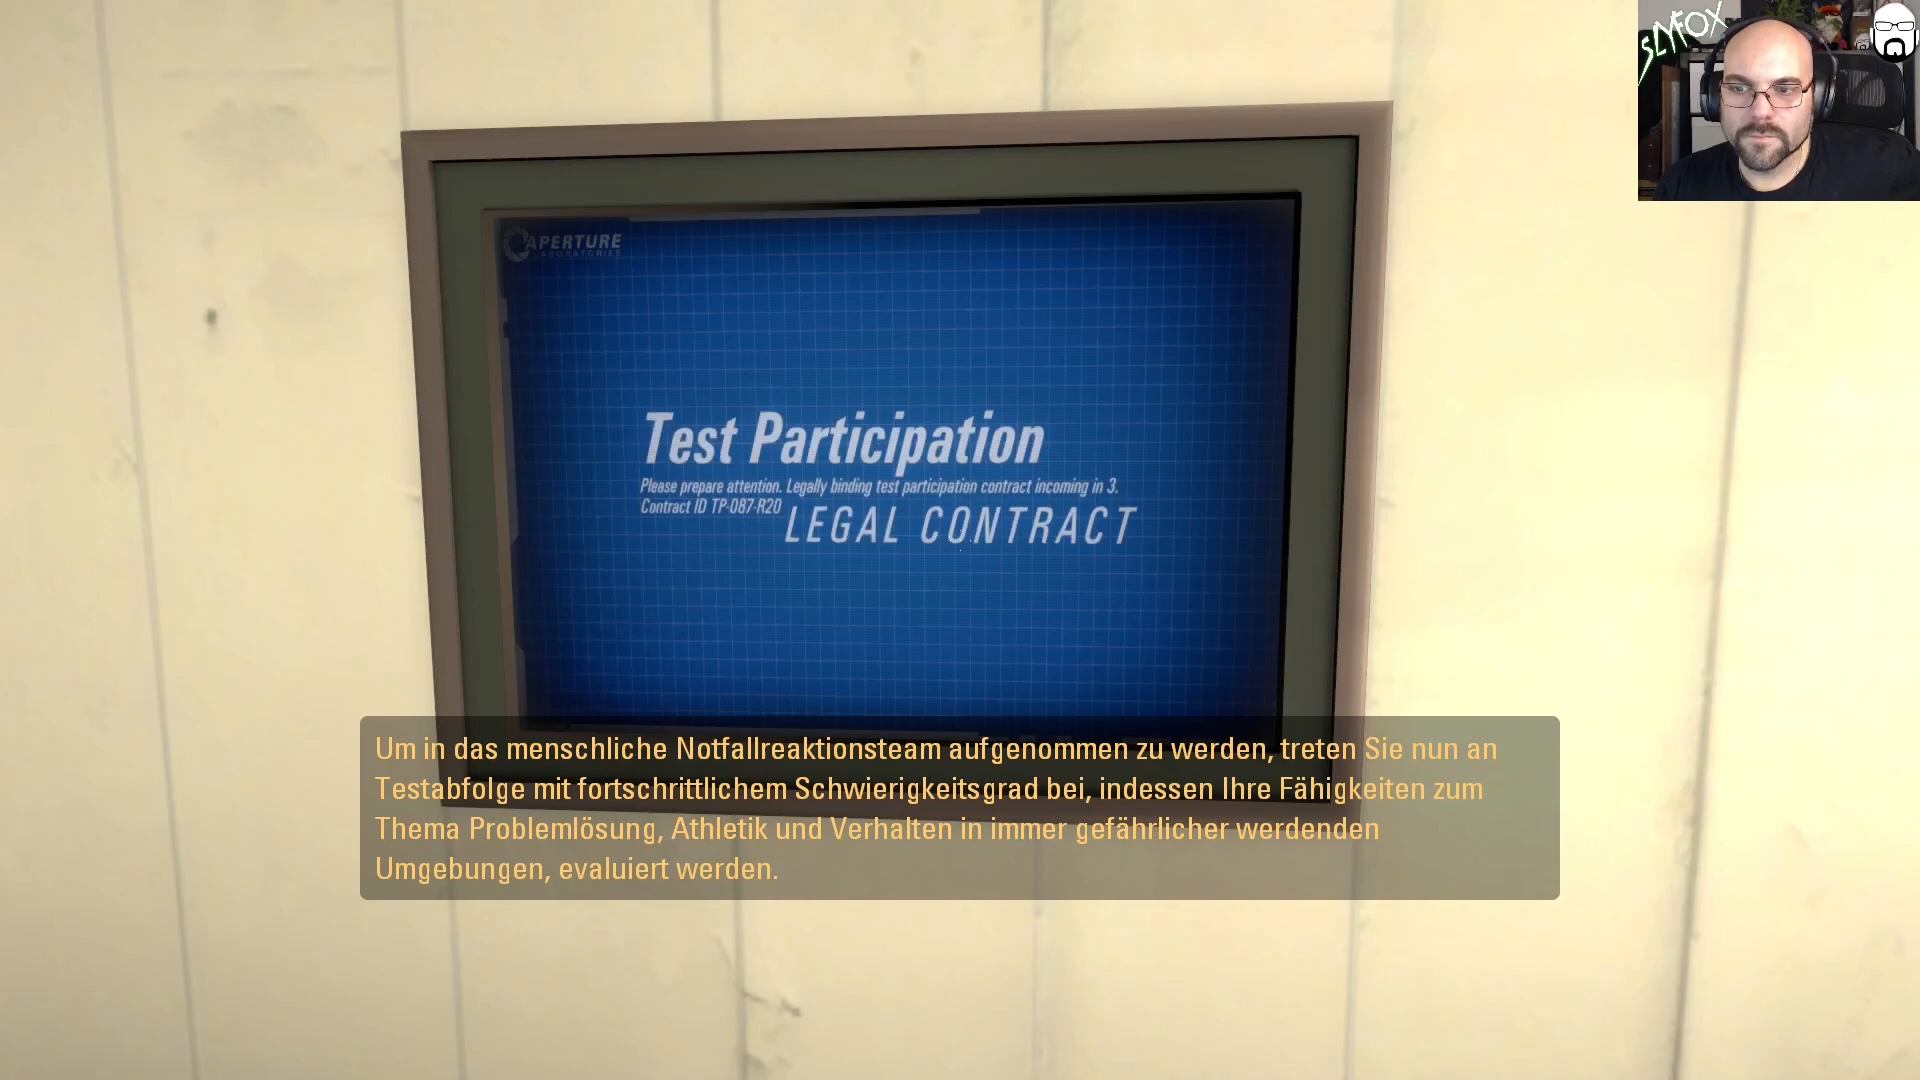 SLYFOX
APERTURE
LABORATORIES
Test Participation
Please prepare attention. Legally binding test participation contract incoming in 3.
Contract ID TP-087-R20
LEGAL CONTRACT
Um in das menschliche Notfallreaktionsteam aufgenommen zu werden, treten Sie nun an
Testabfolge mit fortschrittlichem Schwierigkeitsgrad bei, indessen Ihre Fähigkeiten zum
Thema Problemlösung, Athletik und Verhalten in immer gefährlicher werdenden
Umgebungen, evaluiert werden.